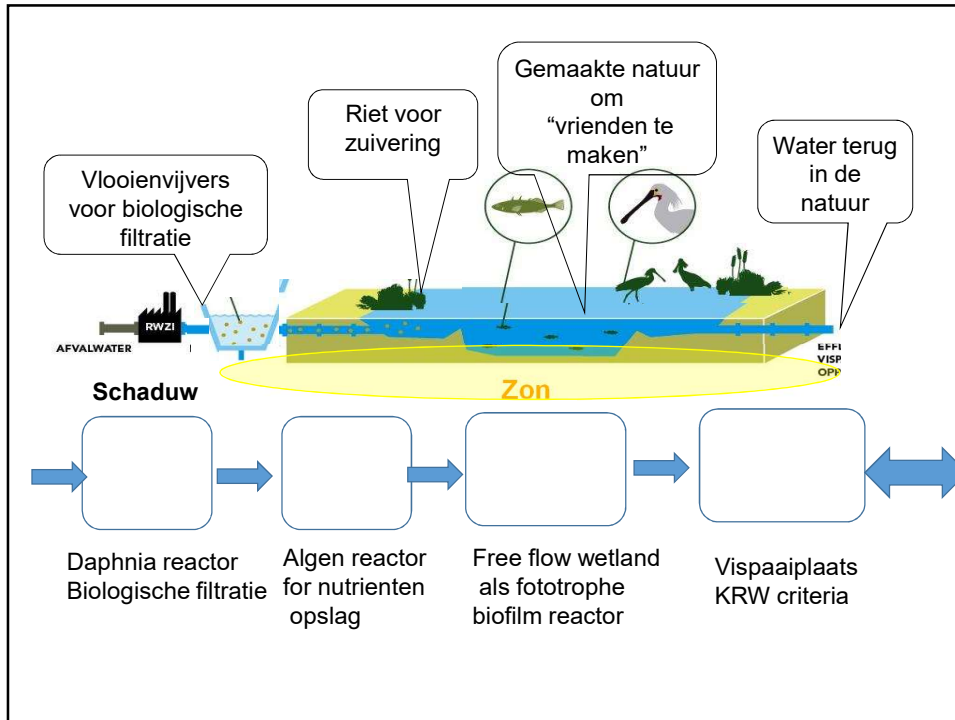 Gemaakte natuur
om
“vrienden te
maken”
Riet voor
zuivering
Water terug
in de
natuur
Vlooienvijvers
voor biologische
filtratie
RWZI
AFVALWATER
Schaduw
Zon
Daphnia reactor
Biologische filtratie
Algen reactor
for nutrienten
opslag
Free flow wetland
als fototrophe
biofilm reactor
Vispaaiplaats
KRW criteria